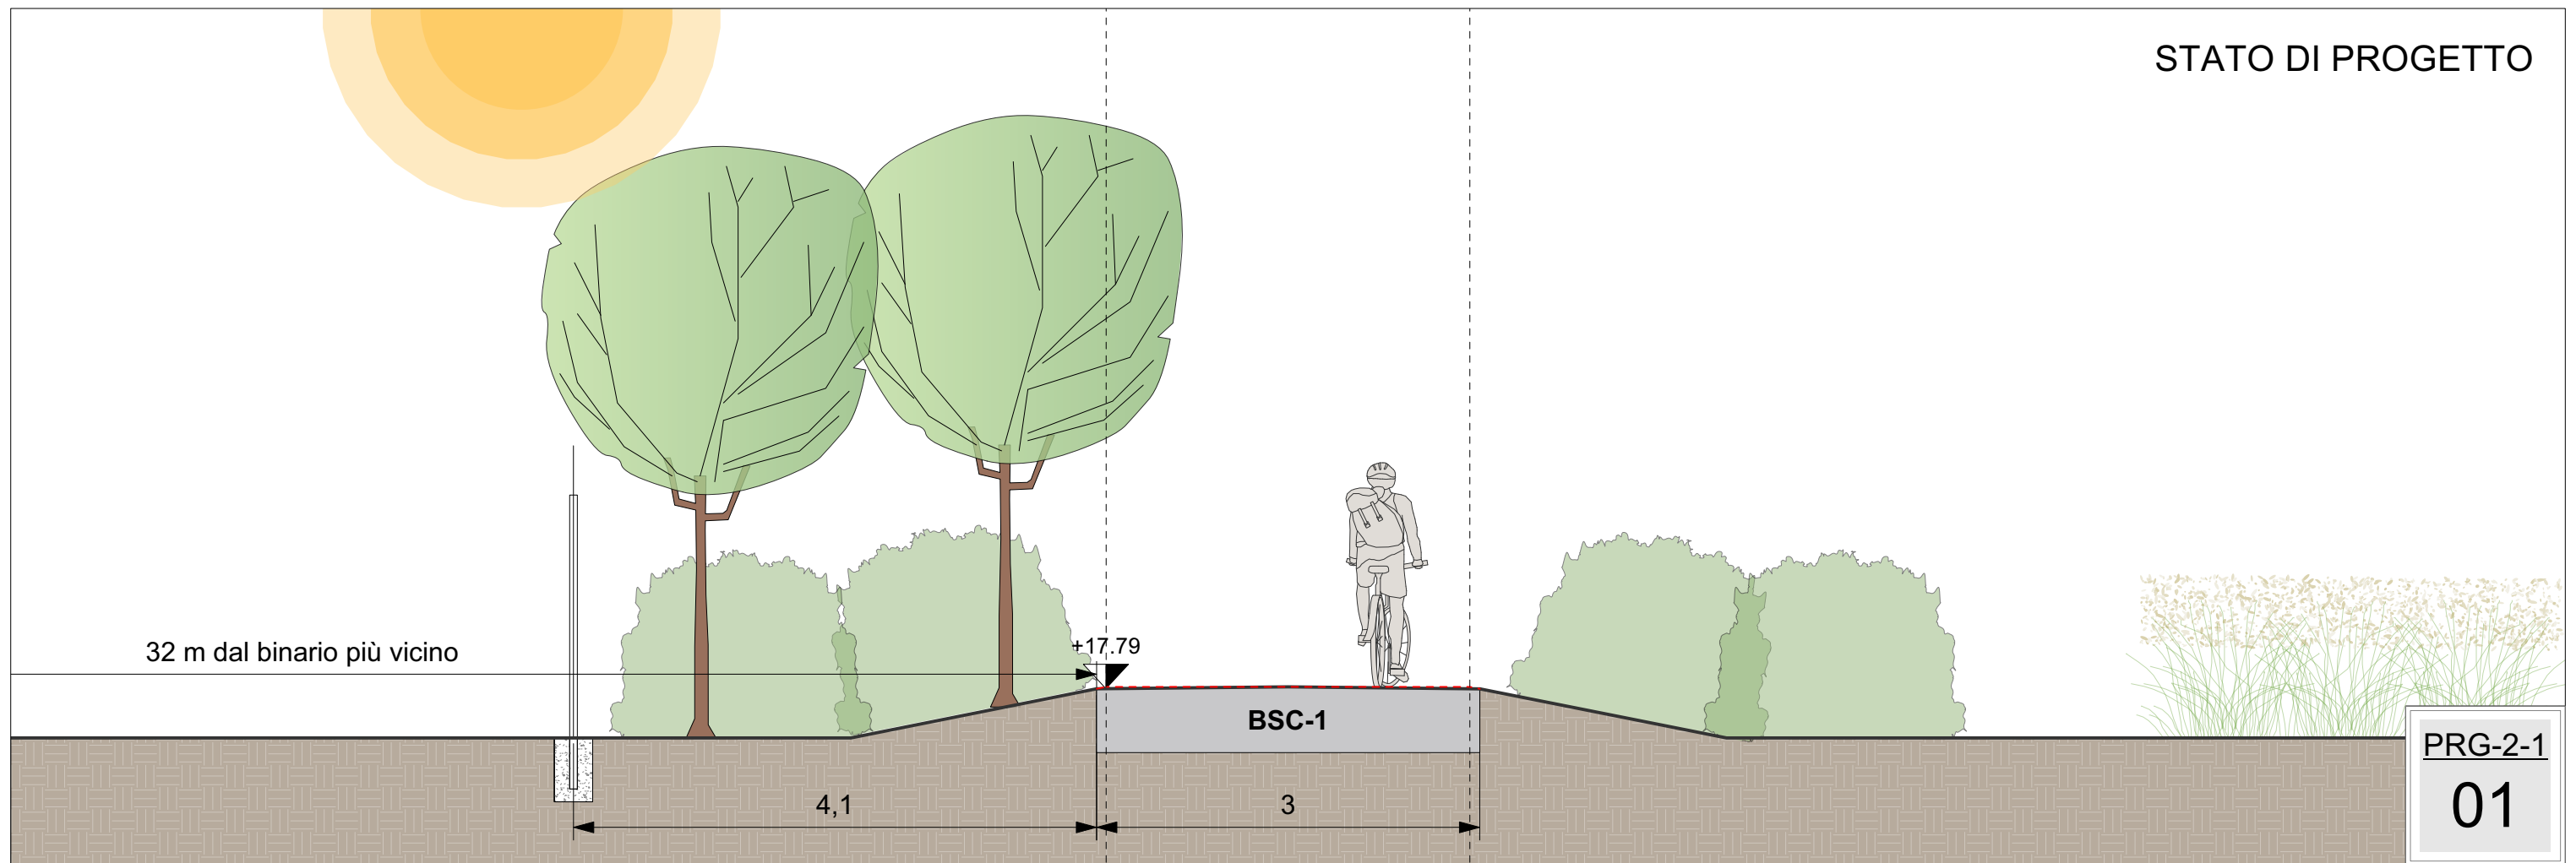 STATO DI PROGETTO
32 m dal binario più vicino
+17.79
BSC-1
4,1
3
PRG-2-1
01